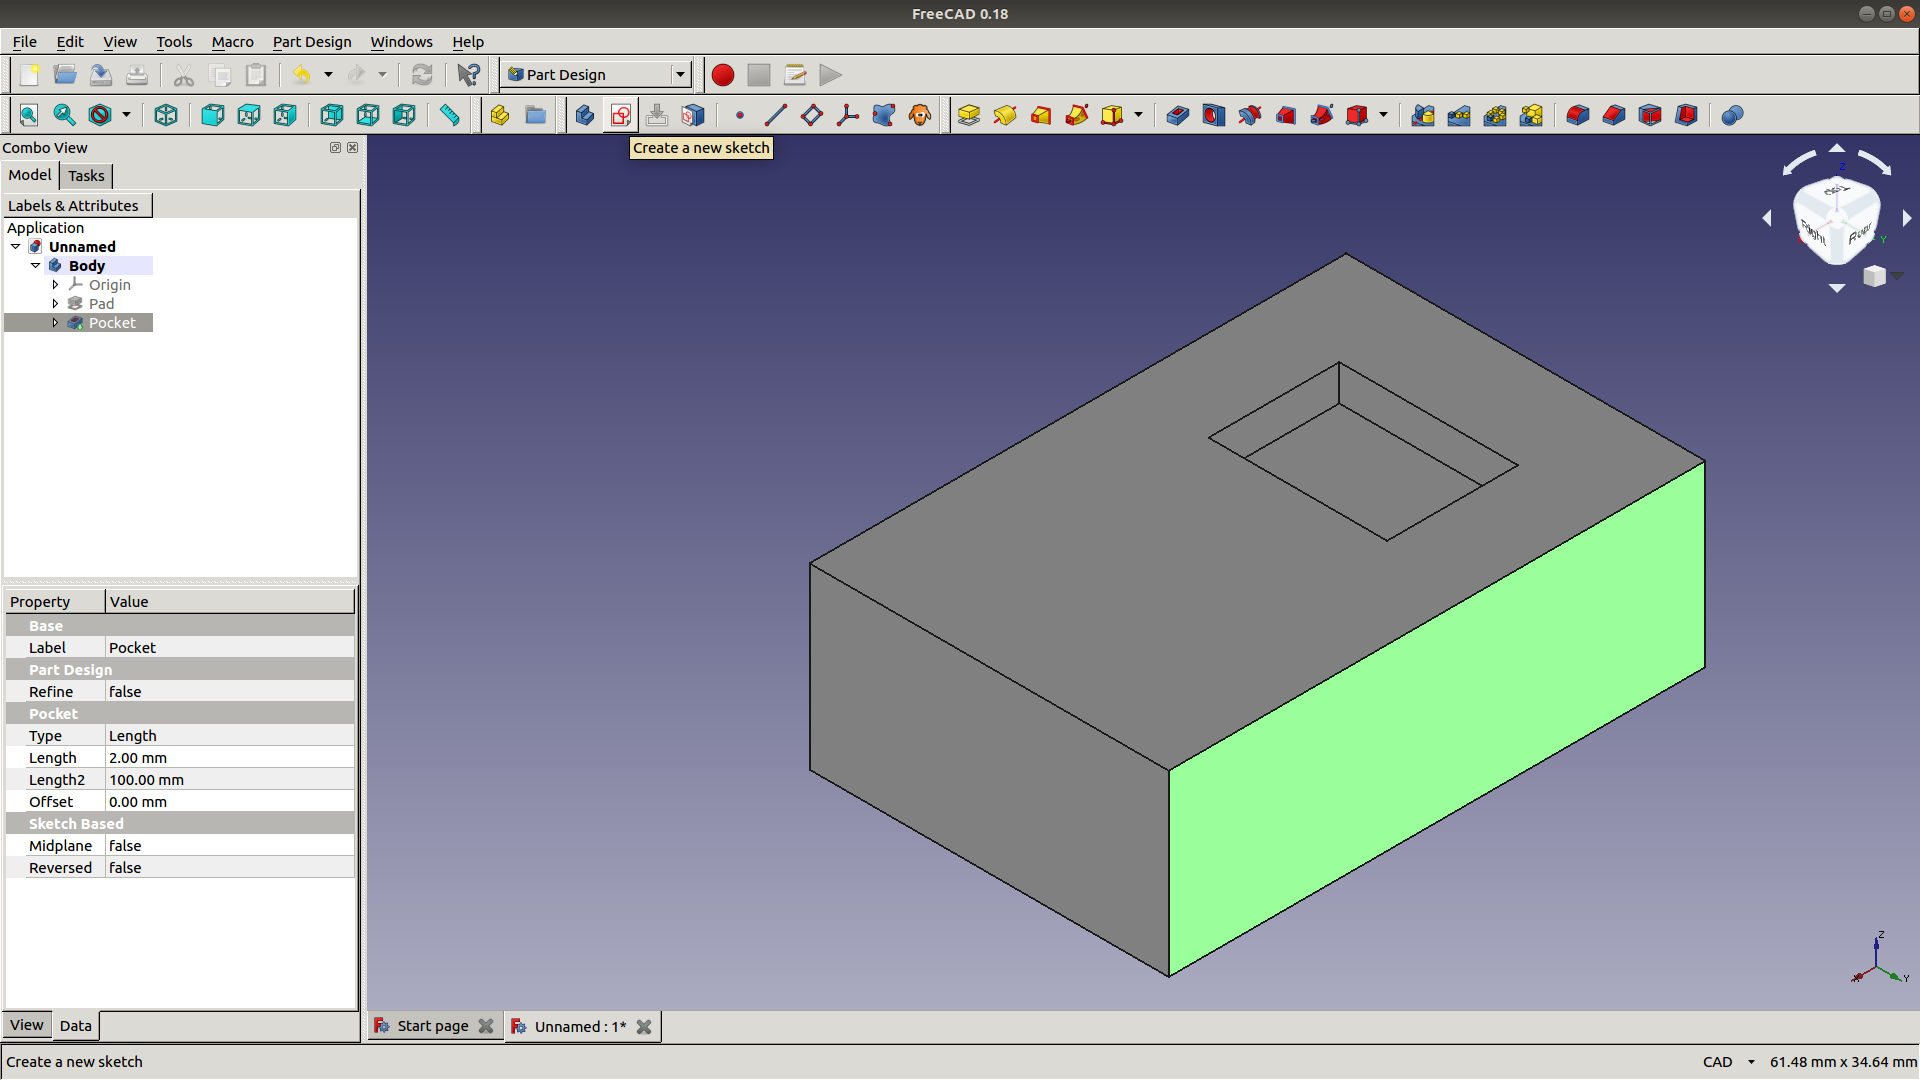 FreeCAD 0.18
File Edit View Tools Macro Part Design Windows Help
Part Design
Create a new sketch
Combo View
Model Tasks
Labels & Attributes
Application
Unnamed
Body
Origin
Pad
Pocket
Property Value
Base
Label Pocket
Part Design
Refine false
Pocket
Type Length
Length 2.00 mm
Length2 100.00 mm
Offset 0.00 mm
Sketch Based
Midplane false
Reversed false
View Data
Z
Top
Right Rear
Y
Z
X Y
Start page Unnamed : 1*
Create a new sketch
CAD 61.48 mm x 34.64 mm